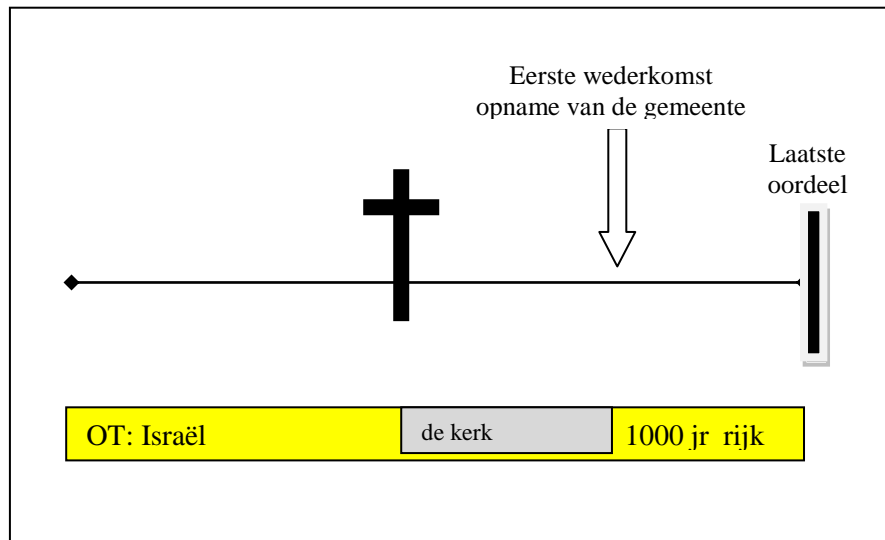 Eerste wederkomst
opname van de gemeente
Laatste
oordeel
OT: Israël
de kerk
1000 jr rijk